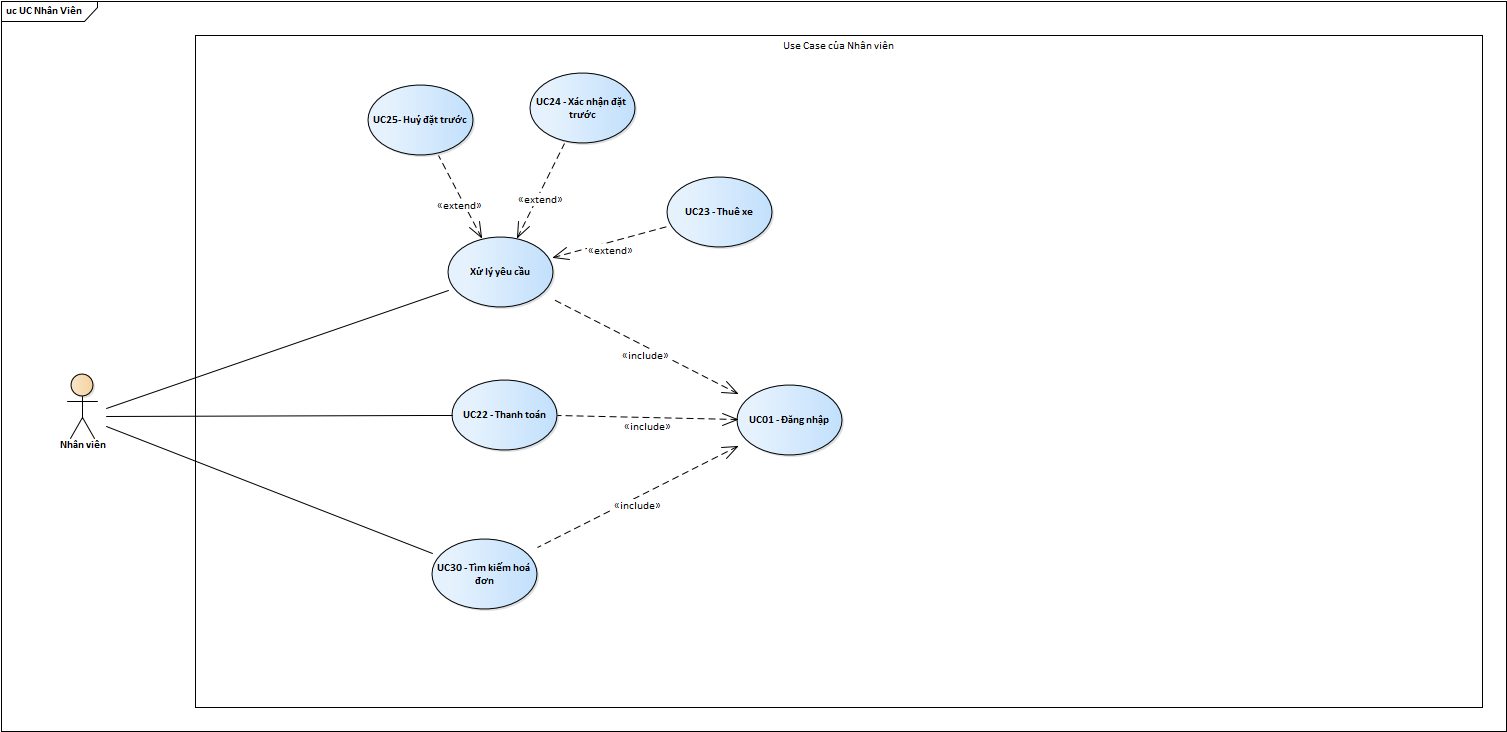 uc UC Nhân Viên
Use Case của Nhân viên
UC25- Huỷ đặt trước
UC24 - Xác nhận đặt
trước
«extend»
«extend»
UC23 - Thuê xe
«extend»
Xử lý yêu cầu
«include»
Nhân viên
UC22 - Thanh toán
«include»
UC01 - Đăng nhập
«include»
UC30 - Tìm kiếm hoá
đơn